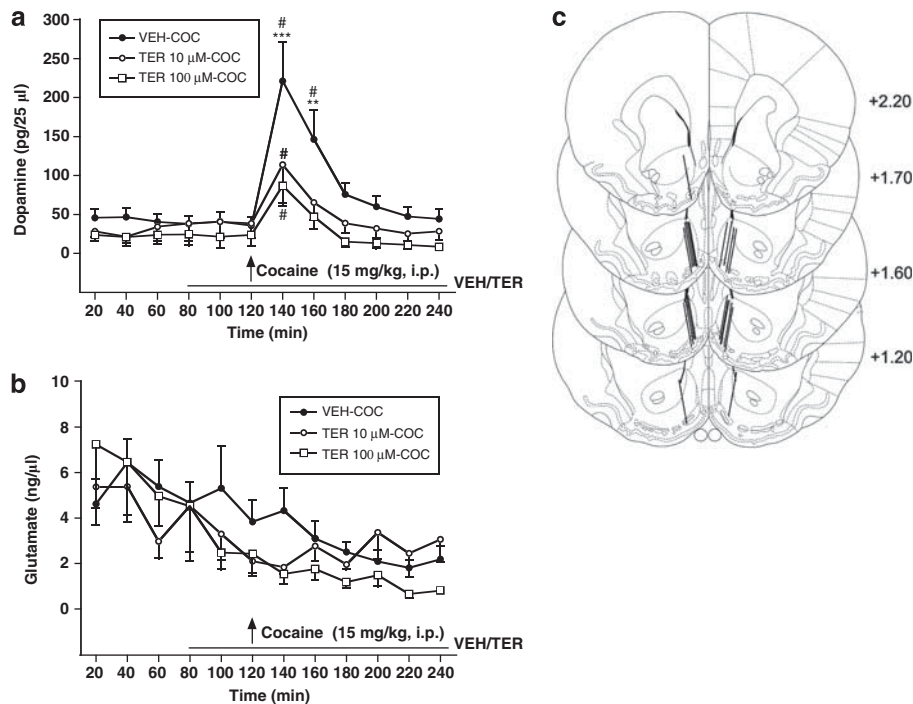 a
300
250
200
150
100
50
0
Dopamine (pg/25 µl)
VEH-COC
TER 10 µM-COC
TER 100 µM-COC
#
***
#
**
#
#
Cocaine (15 mg/kg, i.p.)
VEH/TER
20 40 60 80 100 120 140 160 180 200 220 240
Time (min)
b
10
8
6
4
2
0
Glutamate (ng/µl)
VEH-COC
TER 10 µM-COC
TER 100 µM-COC
Cocaine (15 mg/kg, i.p.)
VEH/TER
20 40 60 80 100 120 140 160 180 200 220 240
Time (min)
c
+2.20
+1.70
+1.60
+1.20